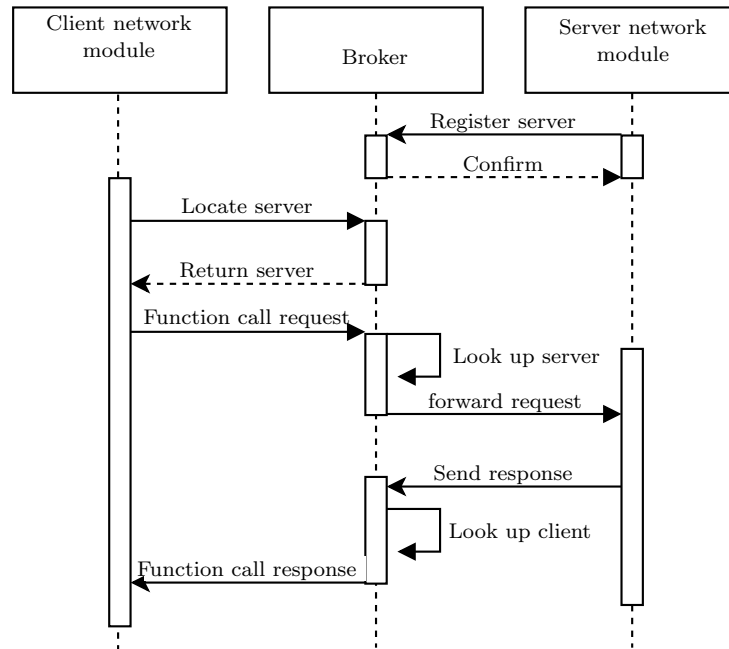 Client network
module
Broker
Server network
module
Register server
Confirm
Locate server
Return server
Function call request
Look up server
forward request
Send response
Look up client
Function call response